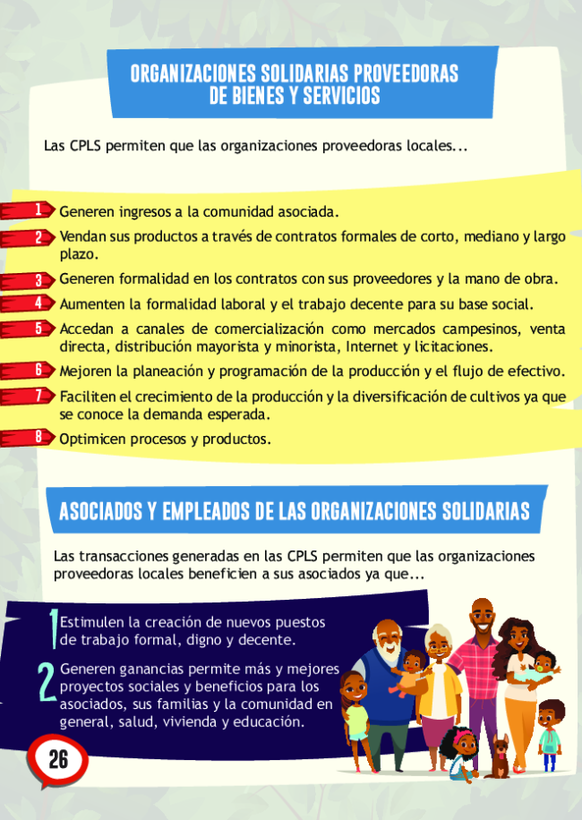 ORGANIZACIONES SOLIDARIAS PROVEEDORAS
DE BIENES Y SERVICIOS
Las CPLS permiten que las organizaciones proveedoras locales...
1 Generen ingresos a la comunidad asociada.
2 Vendan sus productos a través de contratos formales de corto, mediano y largo
plazo.
3 Generen formalidad en los contratos con sus proveedores y la mano de obra.
4 Aumenten la formalidad laboral y el trabajo decente para su base social.
5 Accedan a canales de comercialización como mercados campesinos, venta
directa, distribución mayorista y minorista, Internet y licitaciones.
6 Mejoren la planeación y programación de la producción y el flujo de efectivo.
7 Faciliten el crecimiento de la producción y la diversificación de cultivos ya que
se conoce la demanda esperada.
8 Optimicen procesos y productos.
ASOCIADOS Y EMPLEADOS DE LAS ORGANIZACIONES SOLIDARIAS
Las transacciones generadas en las CPLS permiten que las organizaciones
proveedoras locales beneficien a sus asociados ya que...
1 Estimulen la creación de nuevos puestos
de trabajo formal, digno y decente.
2 Generen ganancias permite más y mejores
proyectos sociales y beneficios para los
asociados, sus familias y la comunidad en
general, salud, vivienda y educación.
26